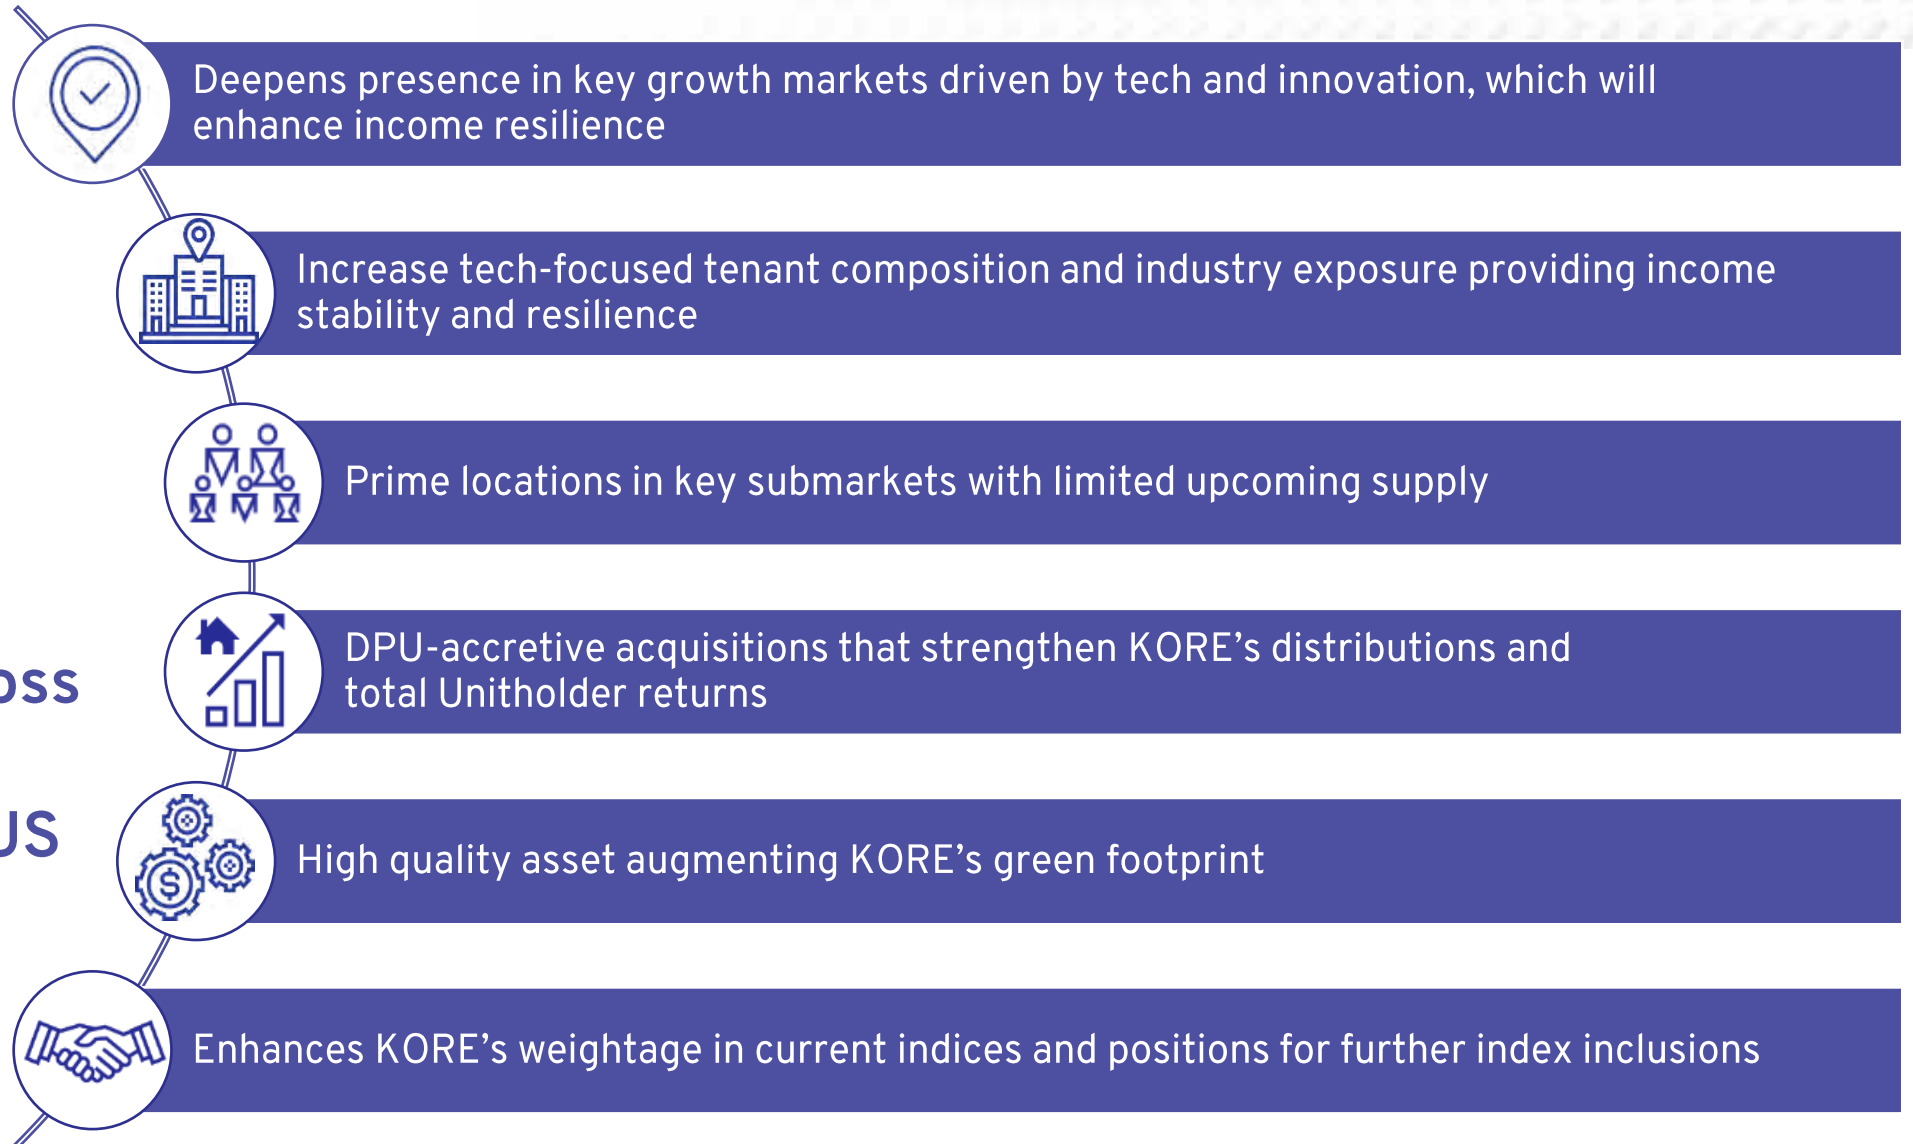 Deepens presence in key growth markets driven by tech and innovation, which will
enhance income resilience
Increase tech-focused tenant composition and industry exposure providing income
stability and resilience
Prime locations in key submarkets with limited upcoming supply
DPU-accretive acquisitions that strengthen KORE’s distributions and
total Unitholder returns
High quality asset augmenting KORE’s green footprint
$
Enhances KORE’s weightage in current indices and positions for further index inclusions
US